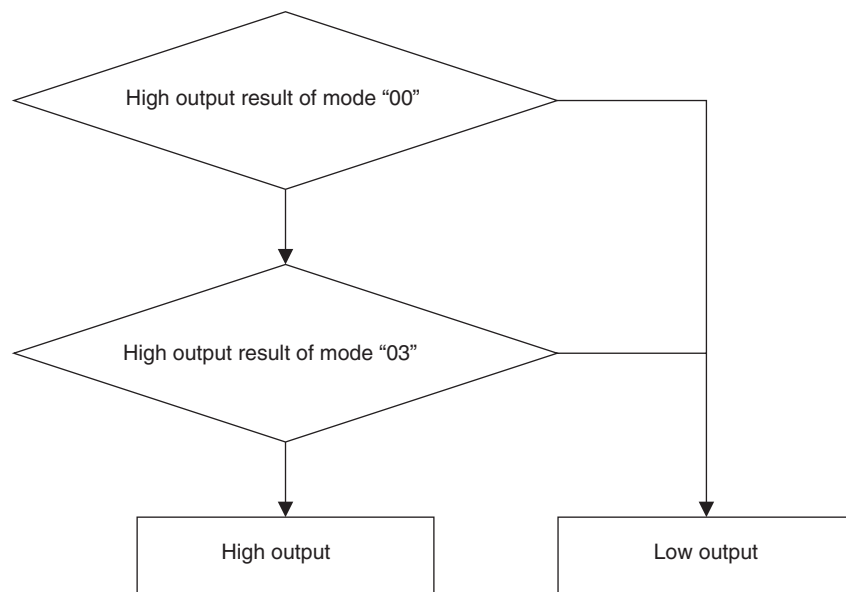 High output result of mode “00”
High output result of mode “03”
High output
Low output